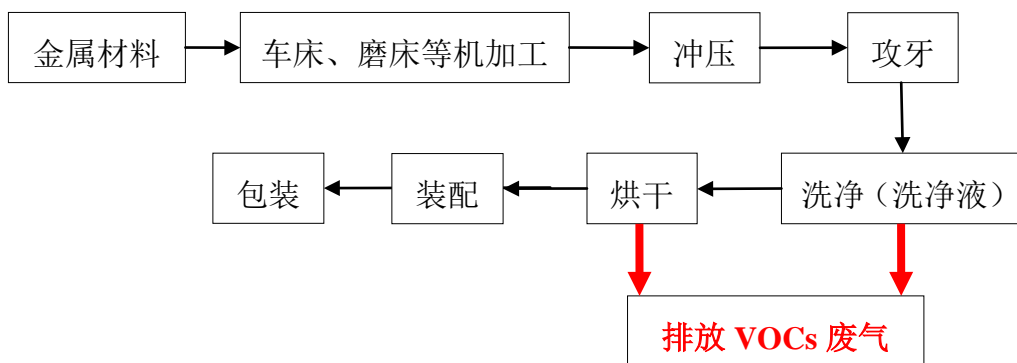 金属材料
车床、磨床等机加工
冲压
攻牙
洗净（洗净液）
烘干
装配
包装
排放 VOCs 废气